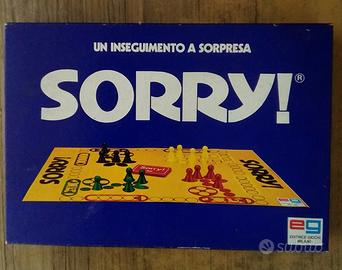 UN INSEGUIMENTO A SORPRESA
SORRY!®
SORRY!
Sorry!
SORRY!
eg
EDITRICE GIOCHI
MILANO
Subito